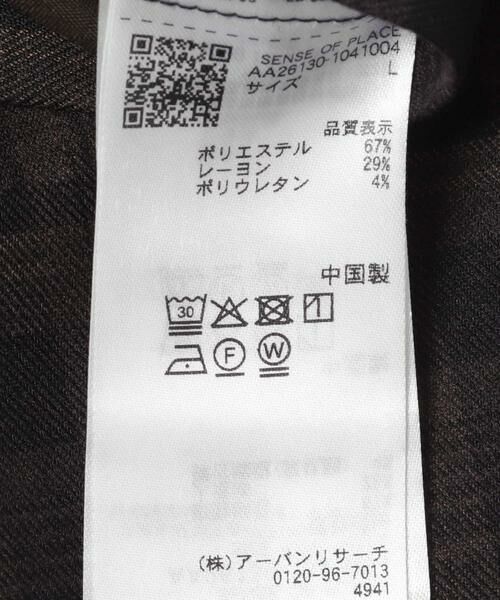 SENSE OF PLACE
AA26130-1041004
サイズ L
品質表示
ポリエステル 67%
レーヨン 29%
ポリウレタン 4%
中国製
30
F W
(株)アーバンリサーチ
0120-96-7013
4941